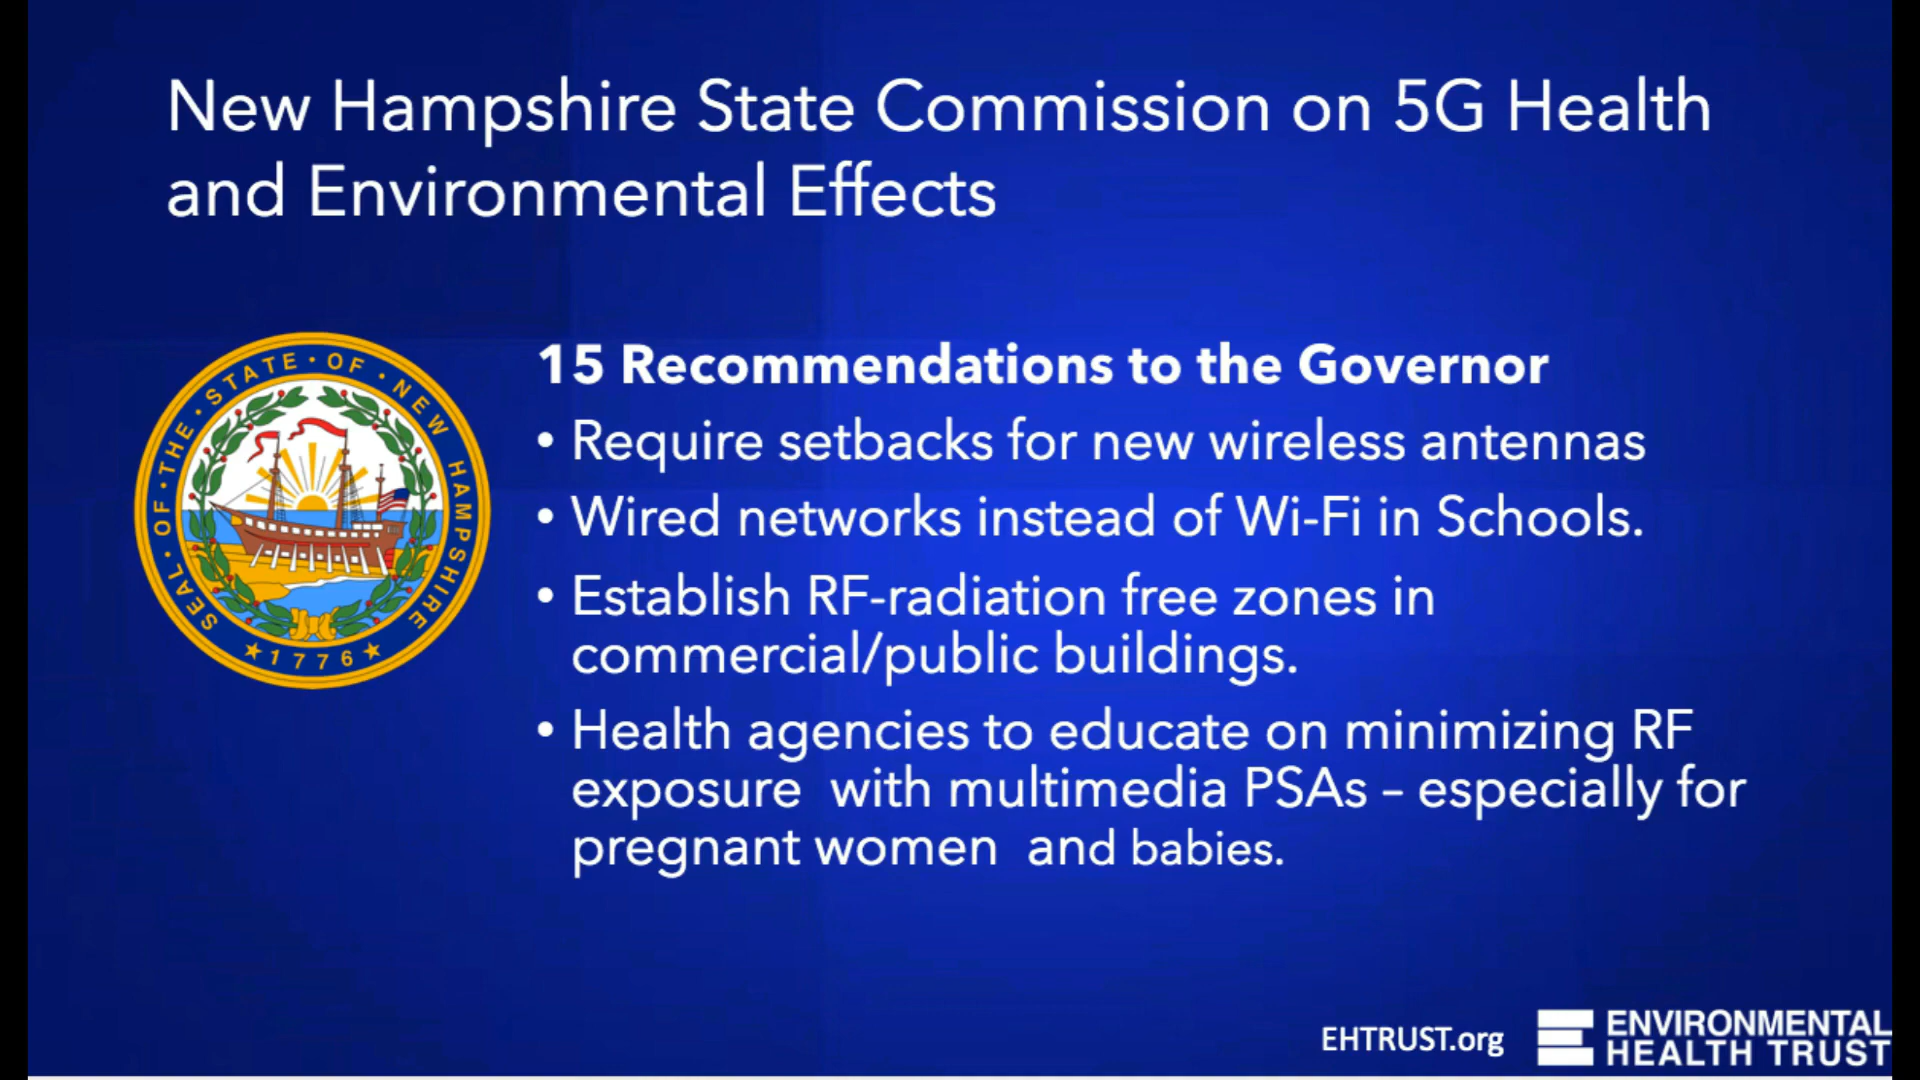 New Hampshire State Commission on 5G Health
and Environmental Effects
SEAL • OF • THE • STATE • OF • NEW HAMPSHIRE
★ 1776 ★
15 Recommendations to the Governor
• Require setbacks for new wireless antennas
• Wired networks instead of Wi-Fi in Schools.
• Establish RF-radiation free zones in
commercial/public buildings.
• Health agencies to educate on minimizing RF
exposure with multimedia PSAs – especially for
pregnant women and babies.
EHTRUST.org
ENVIRONMENTAL
HEALTH TRUST